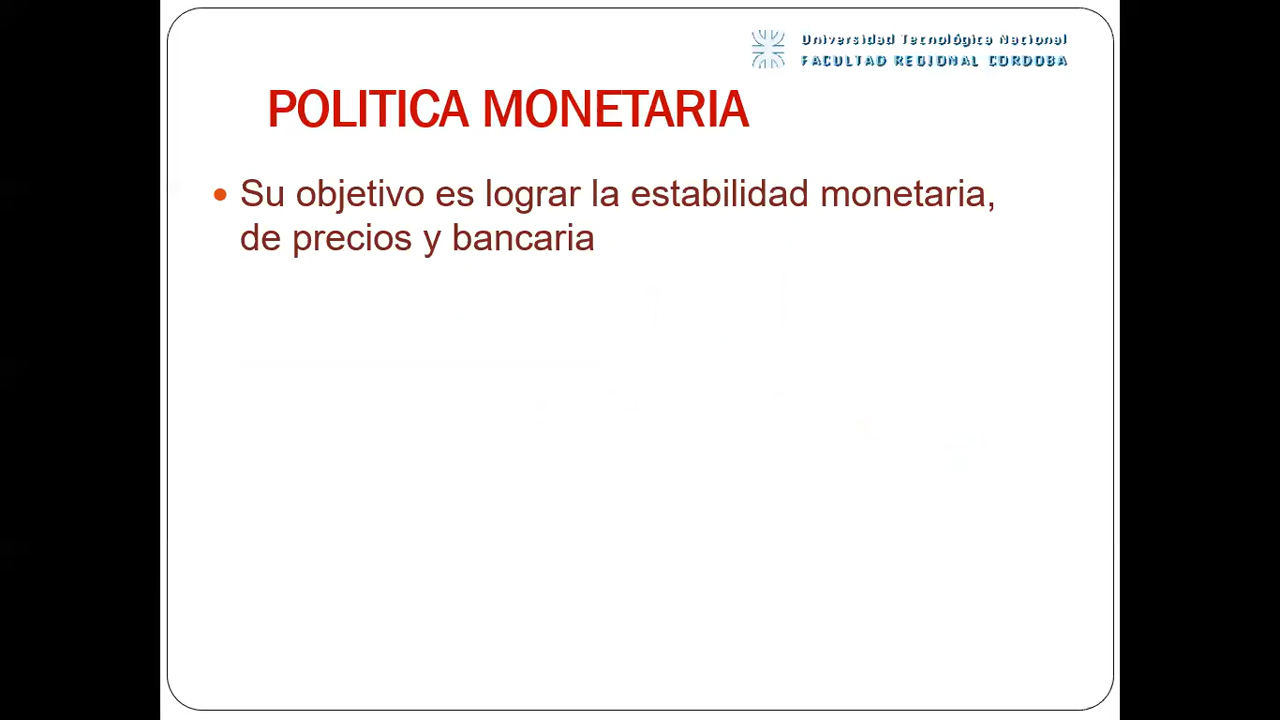 Universidad Tecnológica Nacional
FACULTAD REGIONAL CORDOBA
POLITICA MONETARIA
• Su objetivo es lograr la estabilidad monetaria,
de precios y bancaria